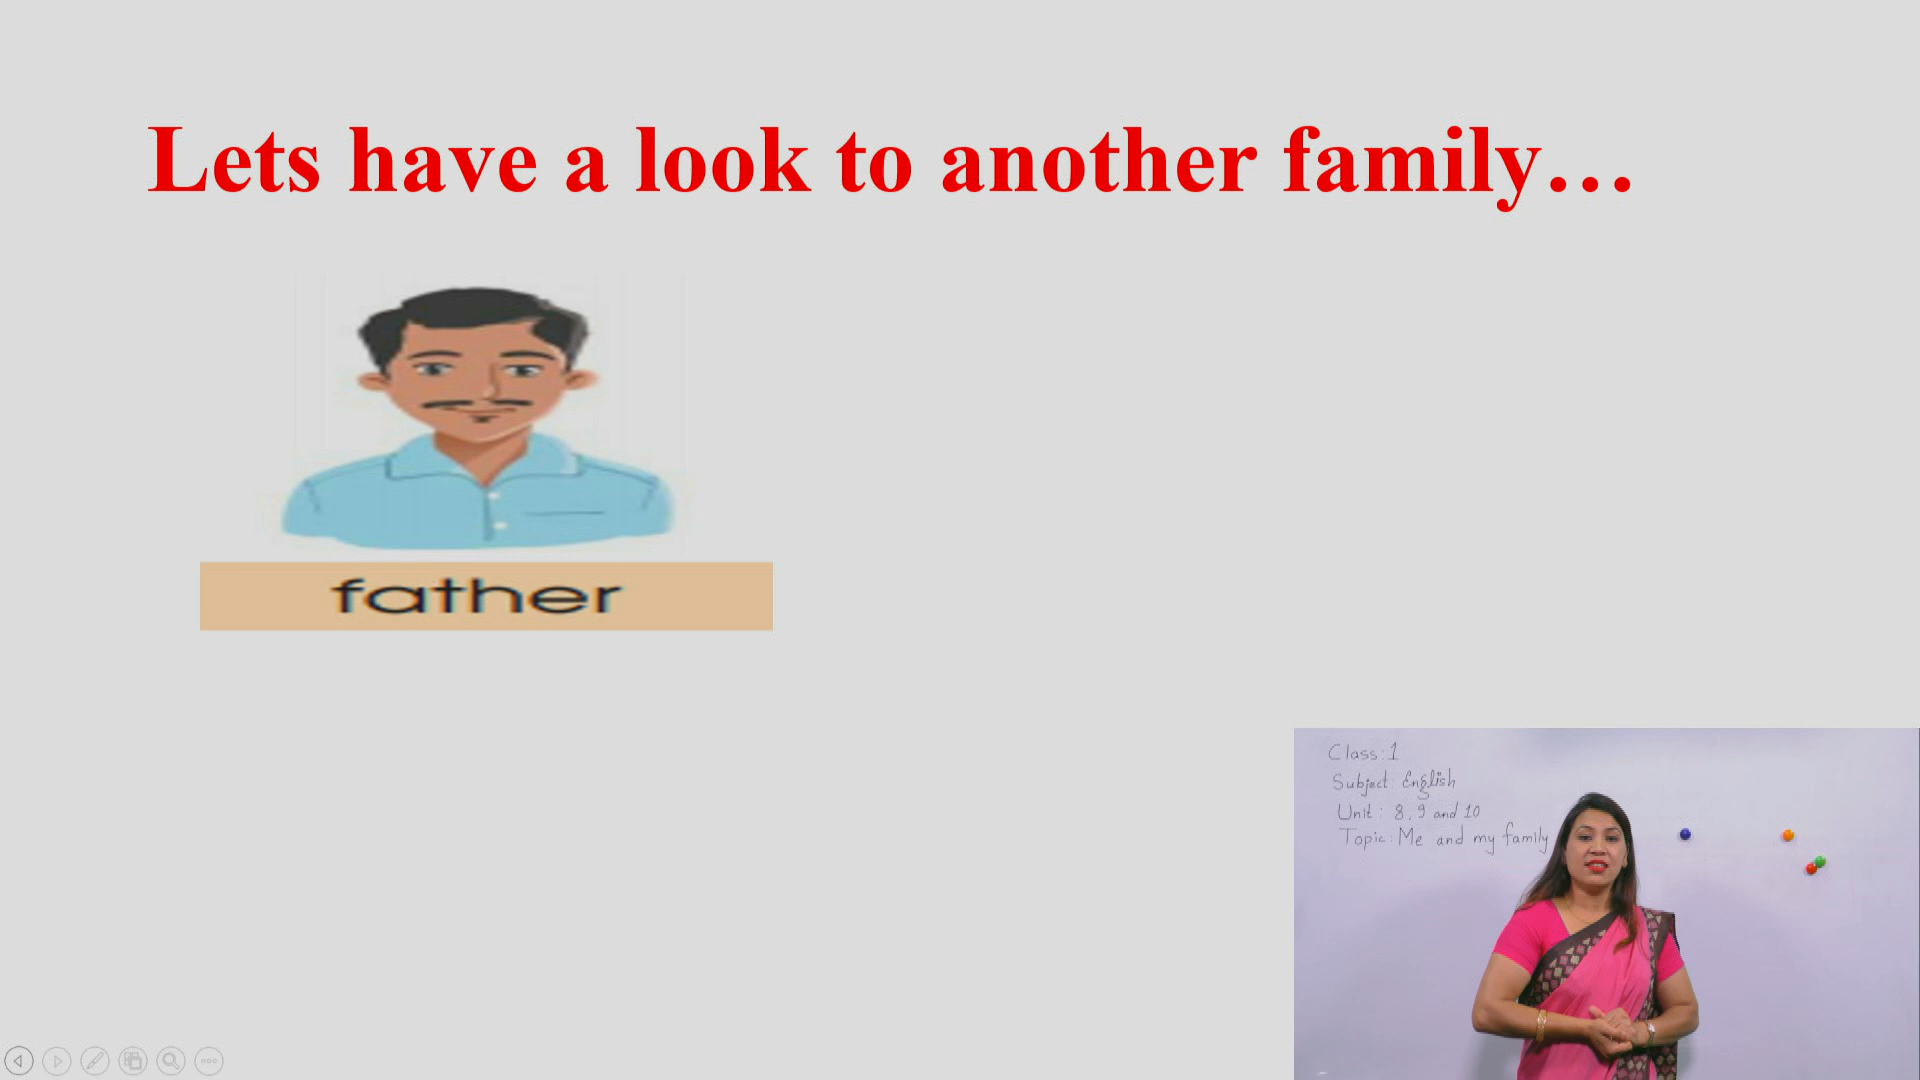 Lets have a look to another family…
father
Class:1
Subject: English
Unit: 8, 9 and 10
Topic: Me and my family